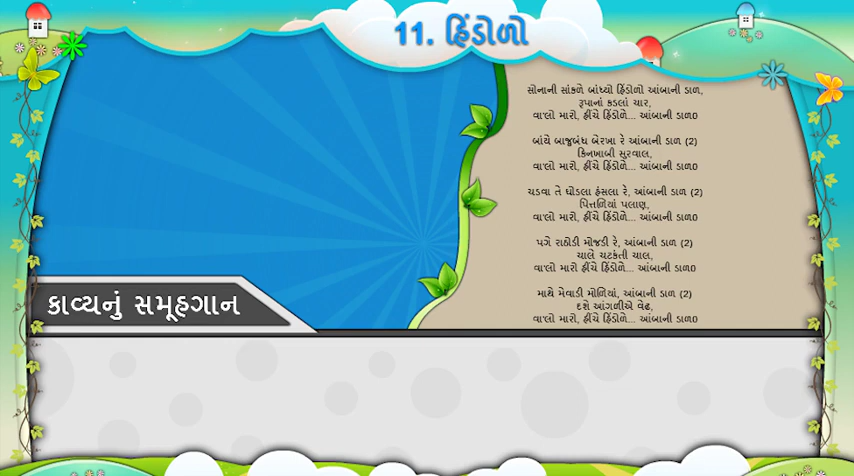 11. હિંડોળો
સોનાની સાંકળે બાંધ્યો હિંડોળો આંબાની ડાળ,
રૂપાનાં કડલાં ચાર,
વા'લો મારો, હીંચે હિંડોળે... આંબાની ડાળ૦
બાંયે બાજુબંધ બેરખા રે આંબાની ડાળ (2)
કિનખાબી સુરવાલ,
વા'લો મારો, હીંચે હિંડોળે... આંબાની ડાળ૦
ચડવા તે ઘોડલા હંસલા રે, આંબાની ડાળ (2)
પિત્તળિયાં પલાણ,
વા'લો મારો, હીંચે હિંડોળે... આંબાની ડાળ૦
પગે રાઠોડી મોજડી રે, આંબાની ડાળ (2)
ચાલે ચટકંતી ચાલ,
વા'લો મારો હીંચે હિંડોળે... આંબાની ડાળ૦
માથે મેવાડી મોળિયાં, આંબાની ડાળ (2)
દશે આંગળીએ વેઢ,
વા'લો મારો, હીંચે હિંડોળે... આંબાની ડાળ૦
કાવ્યનું સમૂહગાન